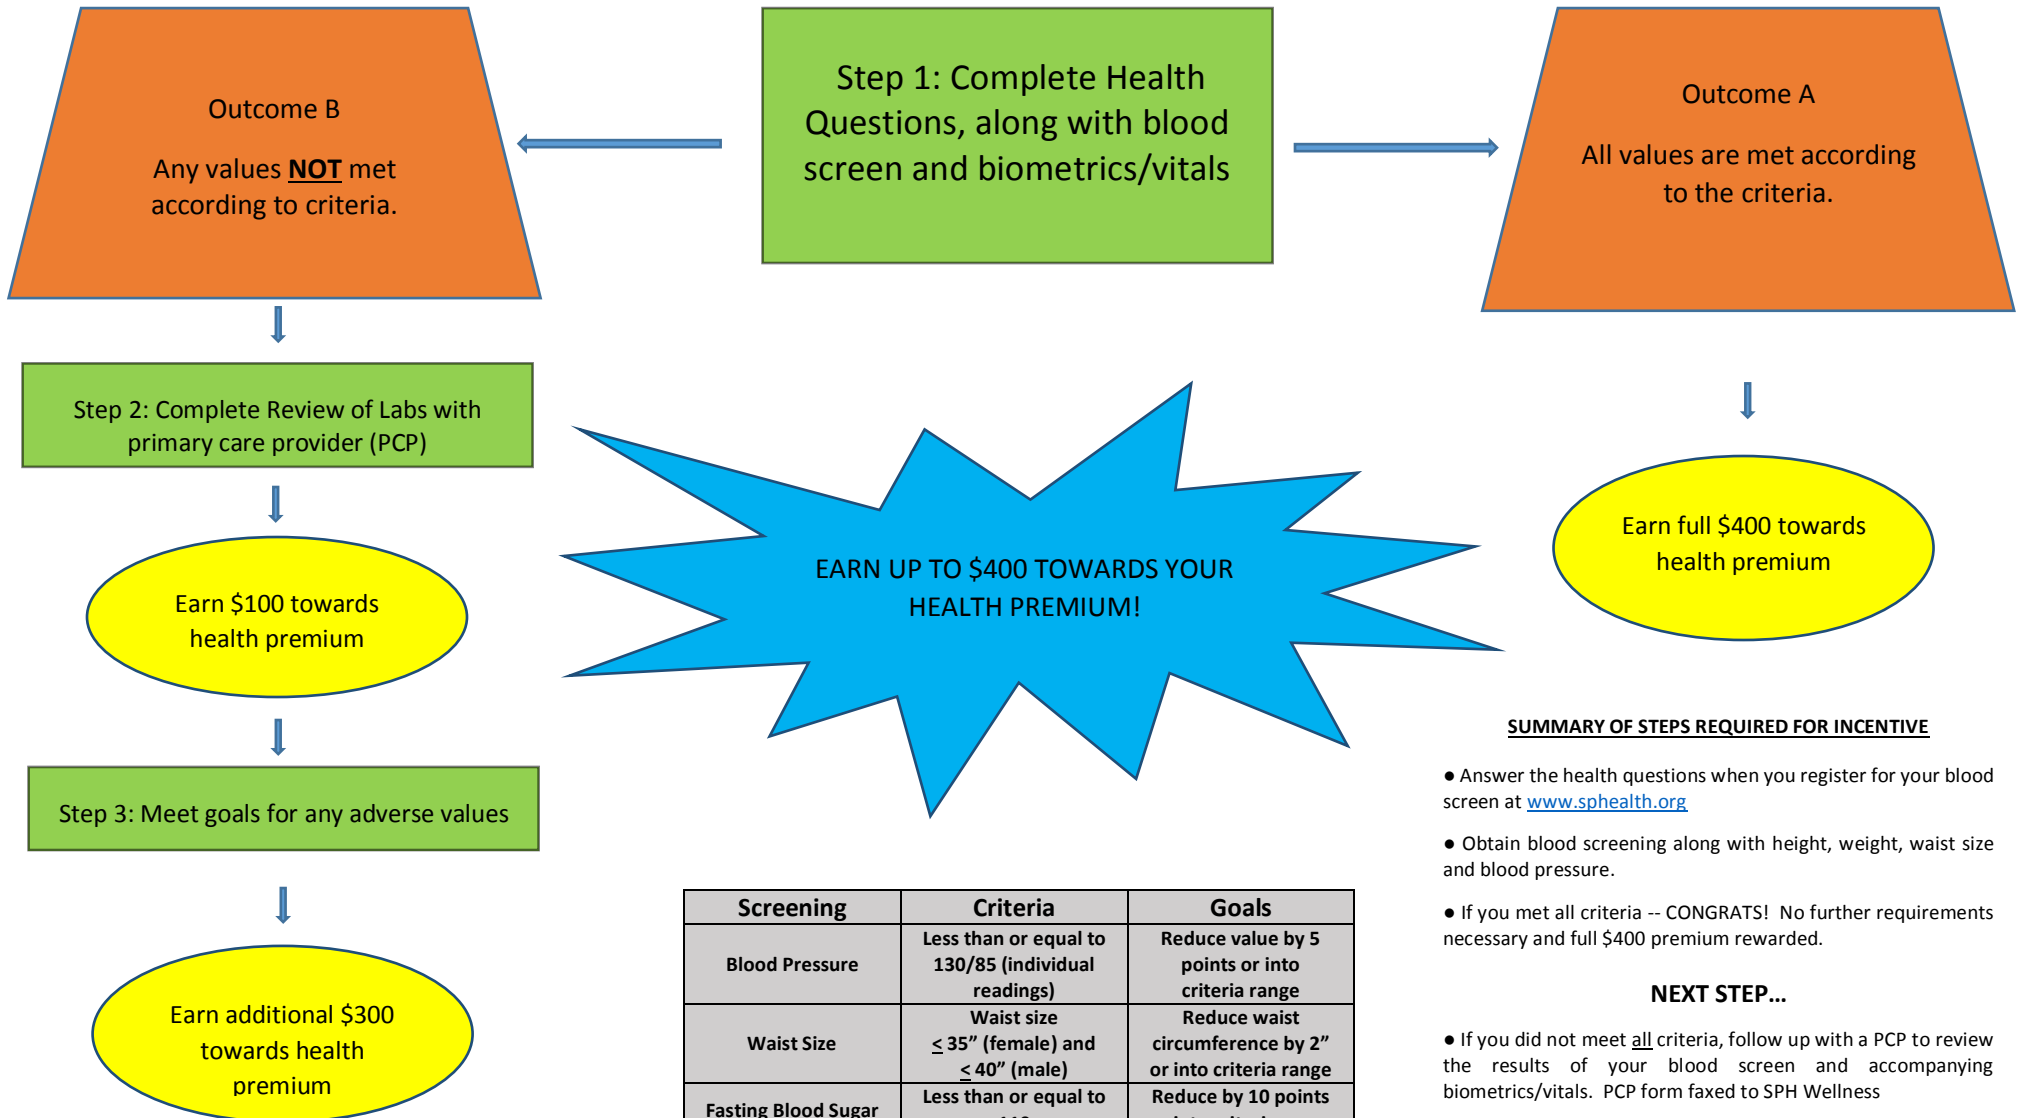 Outcome B
Any values NOT met
according to criteria.
Step 1: Complete Health
Questions, along with blood
screen and biometrics/vitals
Outcome A
All values are met according
to the criteria.
Step 2: Complete Review of Labs with
primary care provider (PCP)
Earn $100 towards
health premium
Step 3: Meet goals for any adverse values
Earn additional $300
towards health
premium
EARN UP TO $400 TOWARDS YOUR
HEALTH PREMIUM!
Earn full $400 towards
health premium
Screening
Criteria
Goals
Blood Pressure
Less than or equal to
130/85 (individual
readings)
Reduce value by 5
points or into
criteria range
Waist Size
Waist size
< 35” (female) and
< 40” (male)
Reduce waist
circumference by 2”
or into criteria range
Fasting Blood Sugar
Less than or equal to
Reduce by 10 points
SUMMARY OF STEPS REQUIRED FOR INCENTIVE
● Answer the health questions when you register for your blood
screen at www.sphealth.org
● Obtain blood screening along with height, weight, waist size
and blood pressure.
● If you met all criteria -- CONGRATS! No further requirements
necessary and full $400 premium rewarded.
NEXT STEP…
● If you did not meet all criteria, follow up with a PCP to review
the results of your blood screen and accompanying
biometrics/vitals. PCP form faxed to SPH Wellness